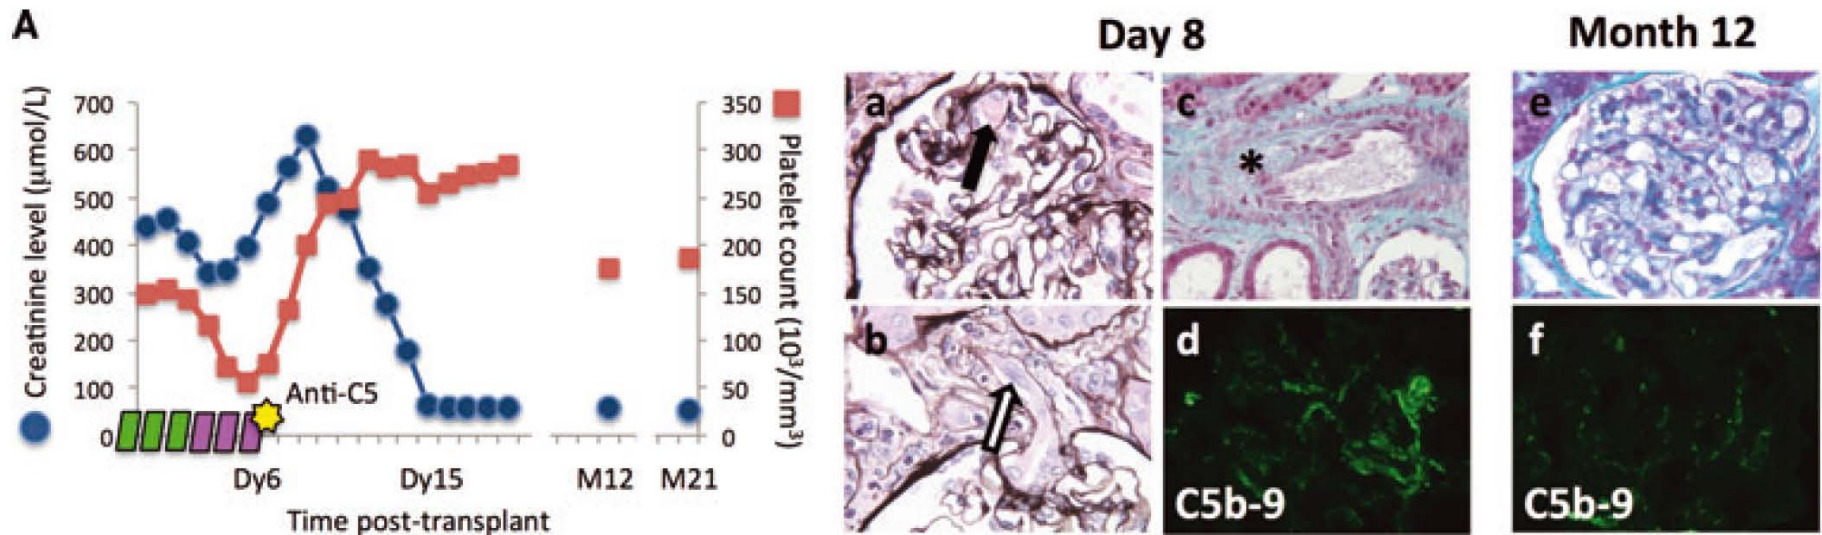 A
Day 8
Month 12
Creatinine level (µmol/L)
700
600
500
400
300
200
100
0
350
300
250
200
150
100
50
0
Platelet count (10³/mm³)
Anti-C5
Dy6
Dy15
M12
M21
Time post-transplant
a
c
*
e
b
d
C5b-9
f
C5b-9